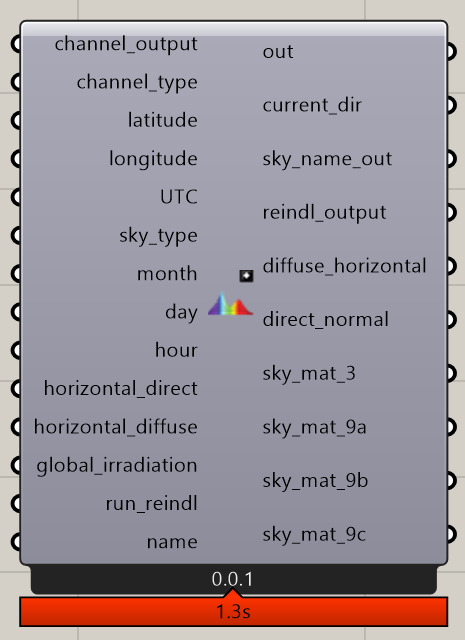 channel_output
channel_type
latitude
longitude
UTC
sky_type
month
day
hour
horizontal_direct
horizontal_diffuse
global_irradiation
run_reindl
name
out
current_dir
sky_name_out
reindl_output
diffuse_horizontal
direct_normal
sky_mat_3
sky_mat_9a
sky_mat_9b
sky_mat_9c
0.0.1
1.3s